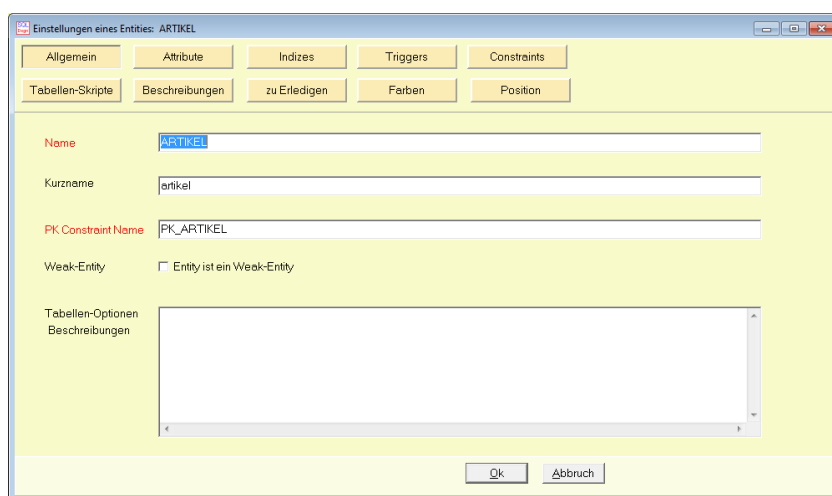 Einstellungen eines Entities: ARTIKEL
Allgemein Attribute Indizes Triggers Constraints
Tabellen-Skripte Beschreibungen zu Erledigen Farben Position
Name ARTIKEL
Kurzname artikel
PK Constraint Name PK_ARTIKEL
Weak-Entity Entity ist ein Weak-Entity
Tabellen-Optionen
Beschreibungen
Ok Abbruch